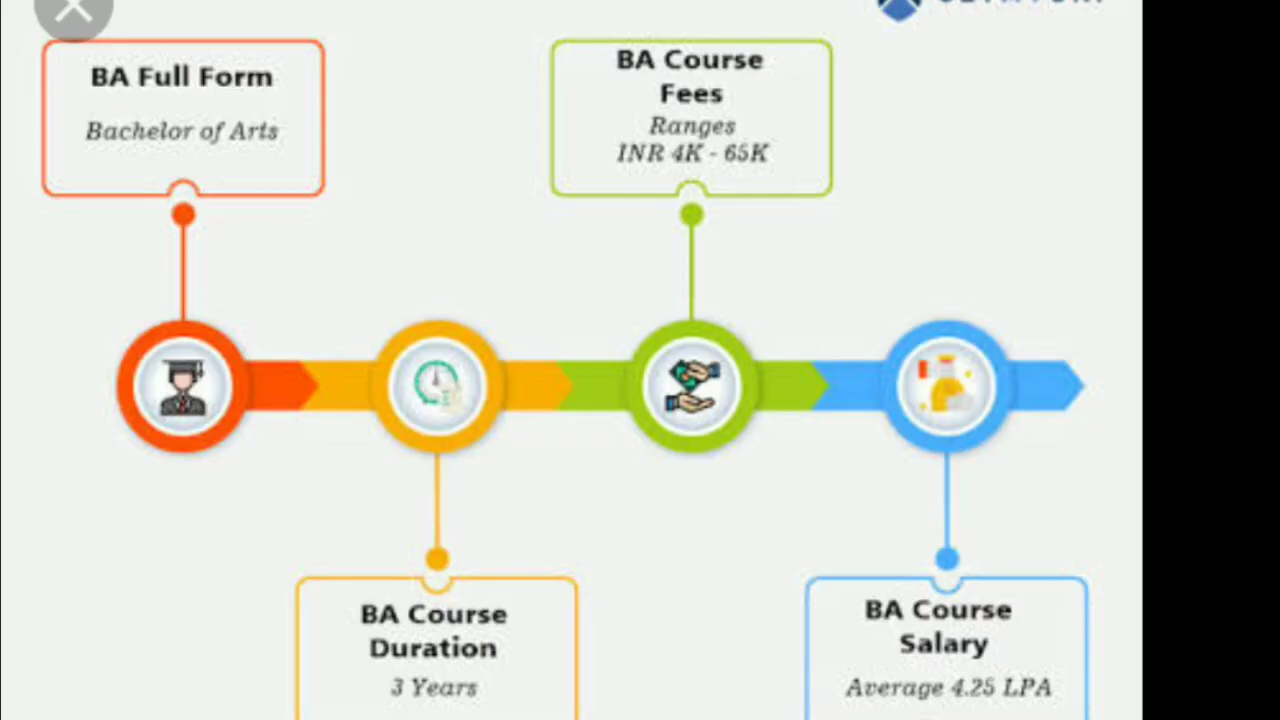 BA Full Form
Bachelor of Arts
BA Course
Fees
Ranges
INR 4K - 65K
BA Course
Duration
3 Years
BA Course
Salary
Average 4.25 LPA